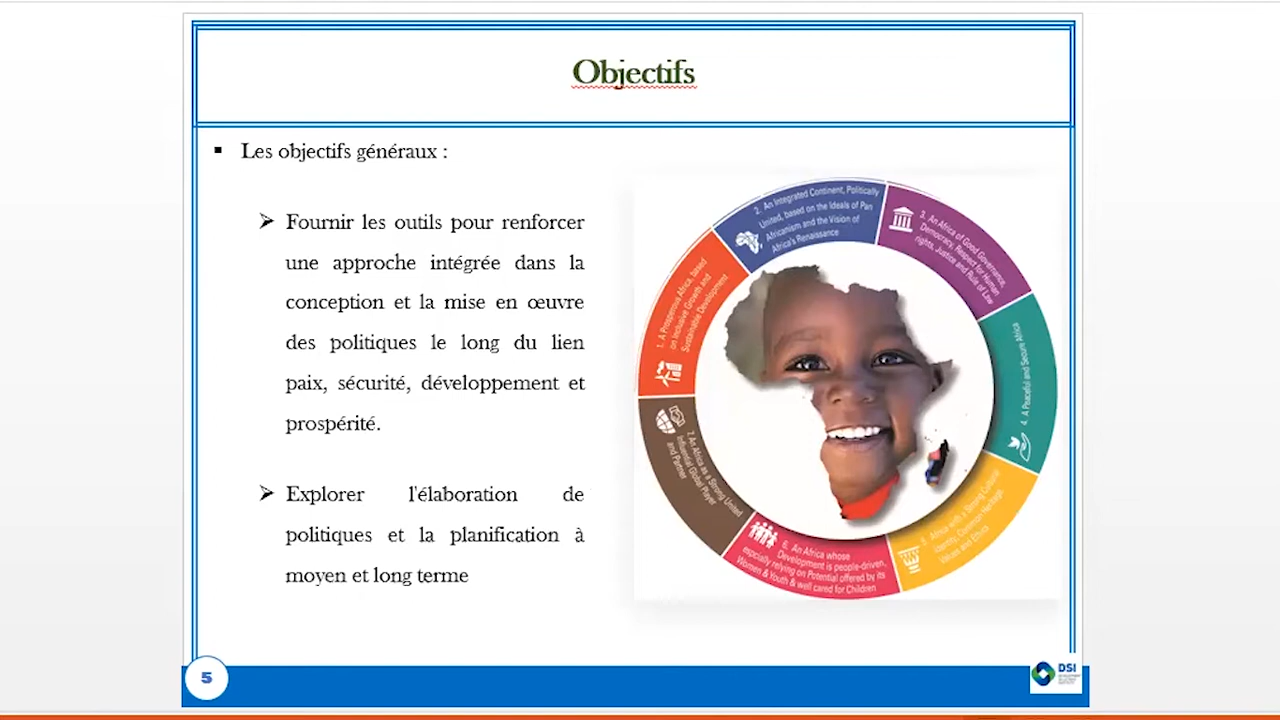 Objectifs
Les objectifs généraux :
Fournir les outils pour renforcer
une approche intégrée dans la
conception et la mise en œuvre
des politiques le long du lien
paix, sécurité, développement et
prospérité.
Explorer l'élaboration de
politiques et la planification à
moyen et long terme
1. A Prosperous Africa, based
on Inclusive Growth and
Sustainable Development
2. An Integrated Continent, Politically
United, based on the Ideals of Pan
Africanism and the Vision of
Africa's Renaissance
3. An Africa of Good Governance,
Democracy, Respect for Human
rights, Justice and Rule of Law
4. A Peaceful and Secure Africa
Africa with a Strong Cultural
Identity, Common Heritage,
Values and Ethics
6. An Africa whose
Development is people-driven,
especially relying on Potential offered by its
Women & Youth & well cared for Children
7. An Africa as a Strong United
Influential Global Player
and Partner
5
DSI